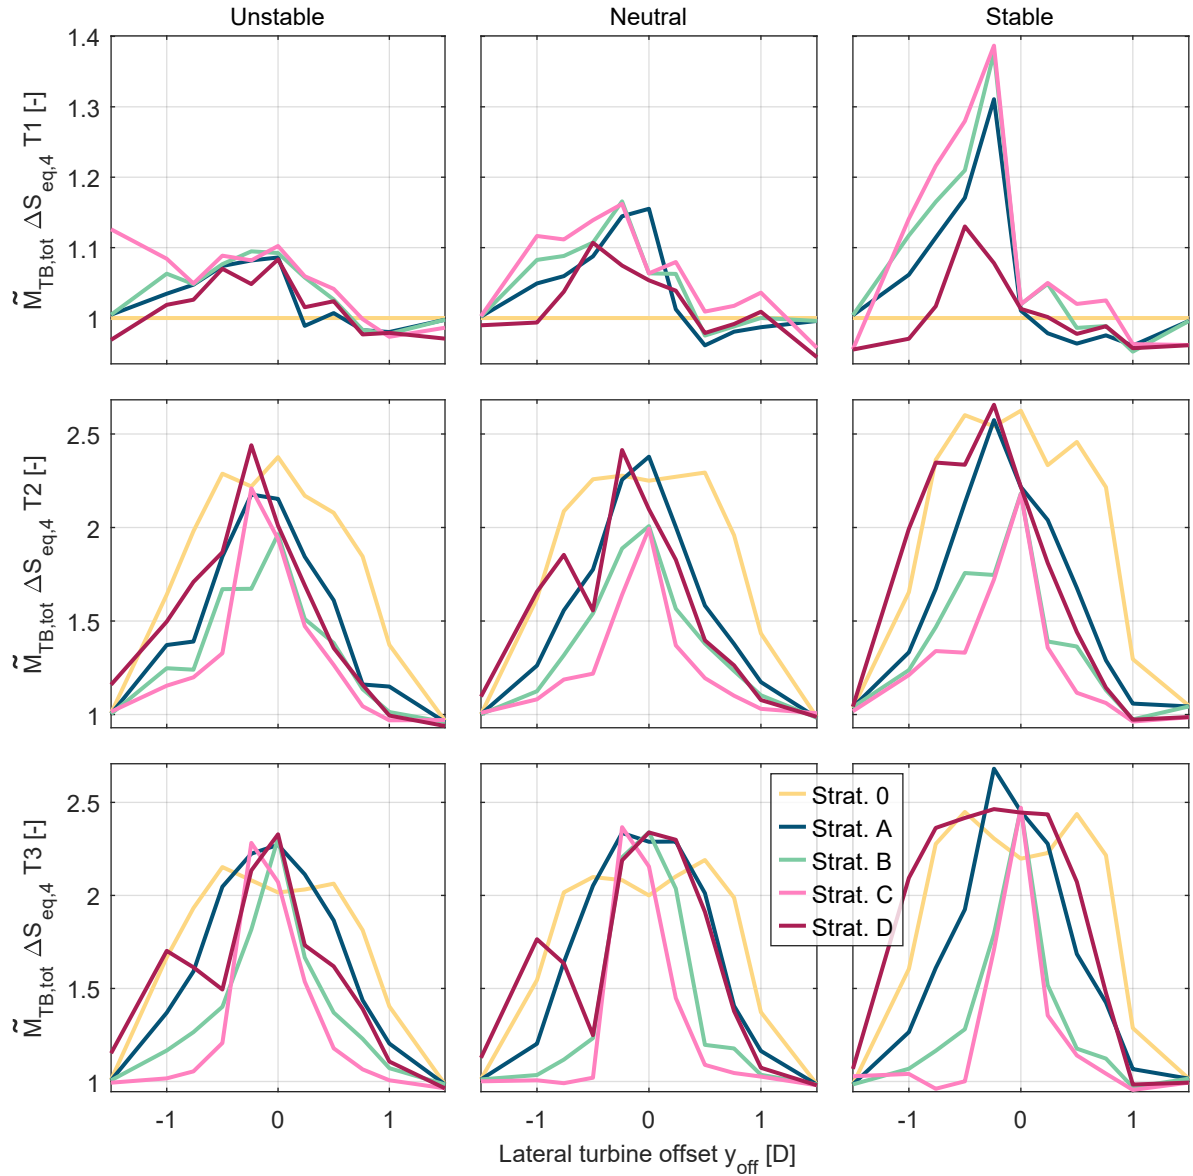 Unstable
Neutral
Stable
M̃TB,tot ΔSeq,4 T1 [-]
1.4
1.3
1.2
1.1
1
M̃TB,tot ΔSeq,4 T2 [-]
2.5
2
1.5
1
M̃TB,tot ΔSeq,4 T3 [-]
2.5
2
1.5
1
Strat. 0
Strat. A
Strat. B
Strat. C
Strat. D
-1 0 1
-1 0 1
-1 0 1
Lateral turbine offset yoff [D]